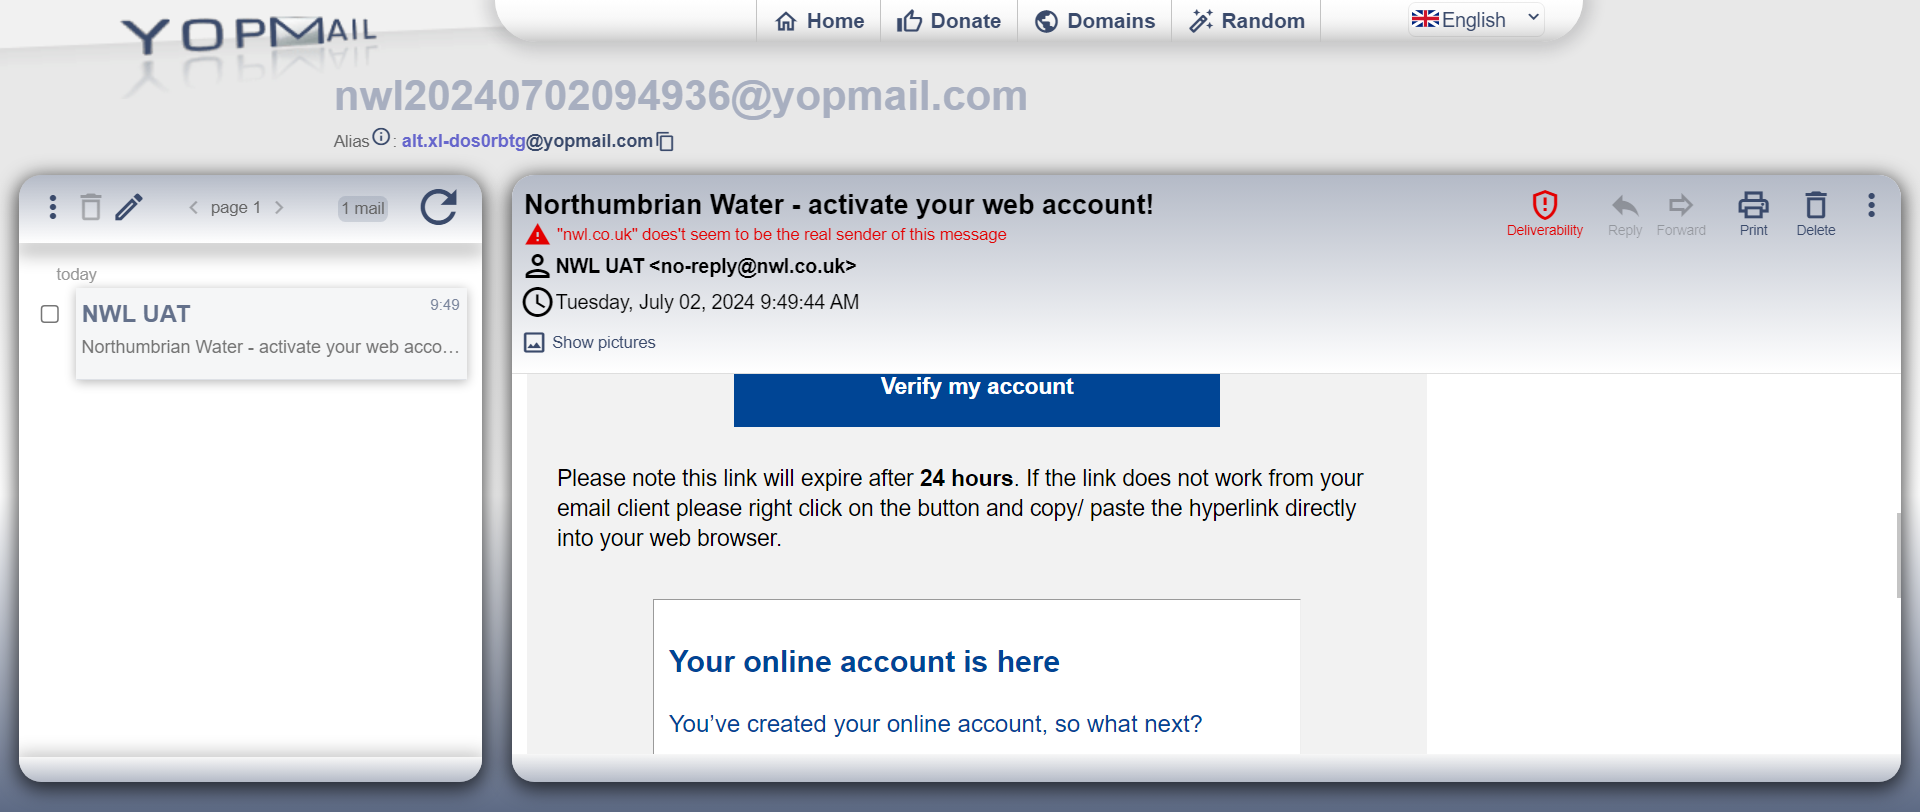 YOPMAIL
Home
Donate
Domains
Random
English
nwl20240702094936@yopmail.com
Alias : alt.xl-dos0rbtg@yopmail.com
page 1
1 mail
today
NWL UAT
9:49
Northumbrian Water - activate your web acco…
Northumbrian Water - activate your web account!
"nwl.co.uk" does't seem to be the real sender of this message
NWL UAT <no-reply@nwl.co.uk>
Tuesday, July 02, 2024 9:49:44 AM
Show pictures
Deliverability
Reply
Forward
Print
Delete
Verify my account
Please note this link will expire after 24 hours. If the link does not work from your
email client please right click on the button and copy/ paste the hyperlink directly
into your web browser.
Your online account is here
You’ve created your online account, so what next?